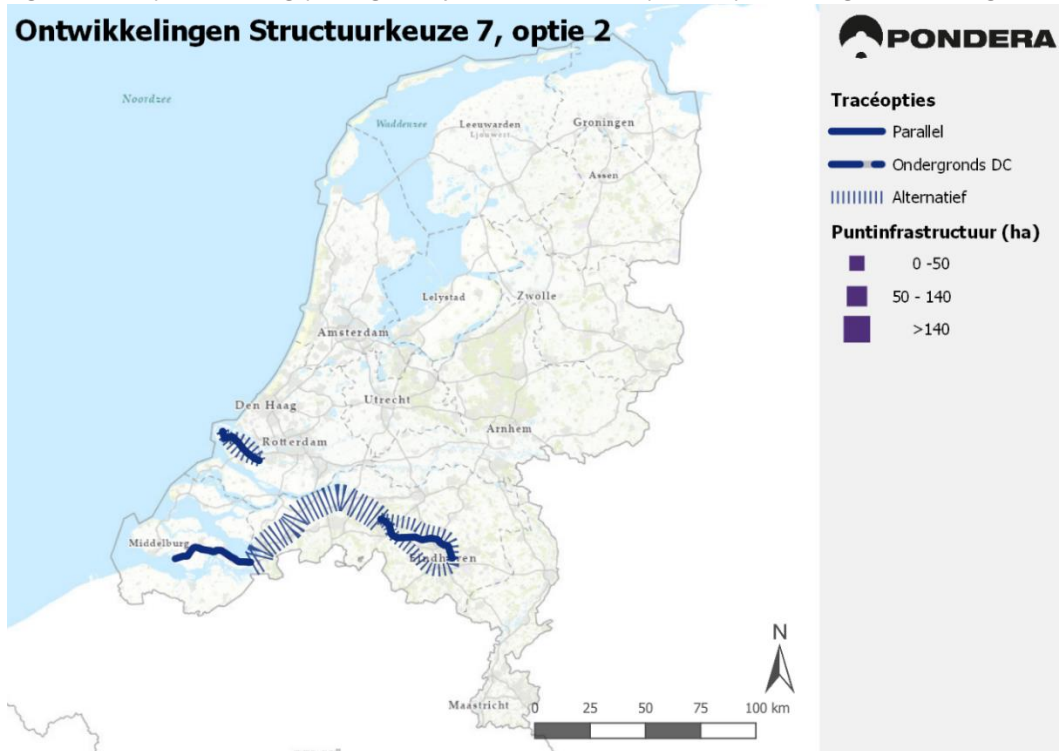 Ontwikkelingen Structuurkeuze 7, optie 2
PONDERA
Tracéopties
Parallel
Ondergronds DC
Alternatief
Puntinfrastructuur (ha)
0 -50
50 - 140
>140
Noordzee
Waddenzee
Leeuwarden
Ljouwert
Groningen
Assen
Lelystad
Zwolle
Amsterdam
Den Haag
Utrecht
Arnhem
Rotterdam
Middelburg
Eindhoven
Maastricht
N
0 25 50 75 100 km